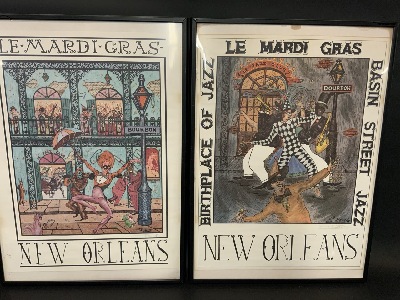 LE·MARDI·GRAS·
BOURBON
NEW ORLEANS
LE MARDI GRAS
BIRTHPLACE OF JAZZ
BASIN STREET JAZZ
BOURBON
NEW ORLEANS